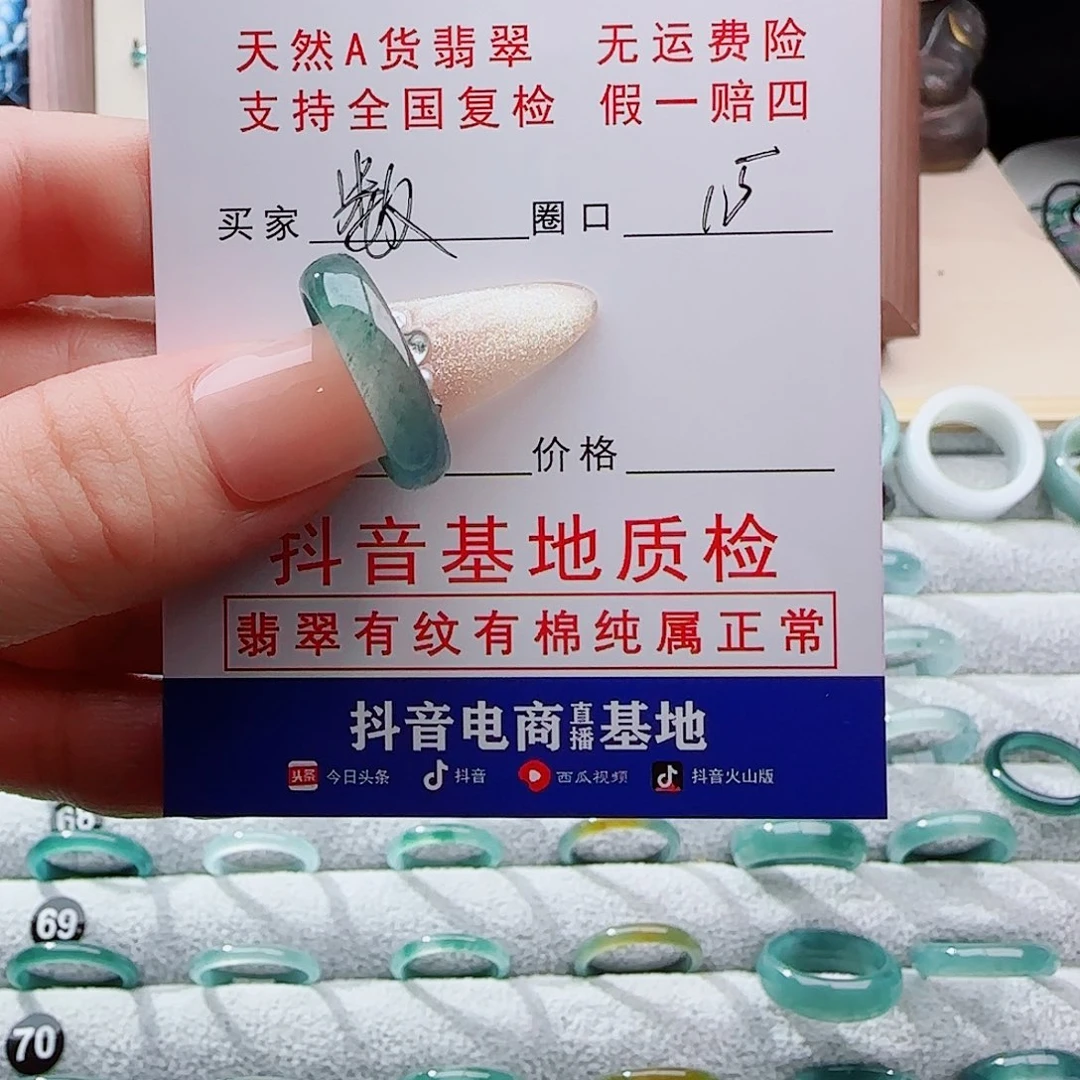 天然A货翡翠 无运费险
支持全国复检 假一赔四
买家 圈口 15
价格
抖音基地质检
翡翠有纹有棉纯属正常
抖音电商直播基地
头条 今日头条 抖音 西瓜视频 抖音火山版
68
69
70